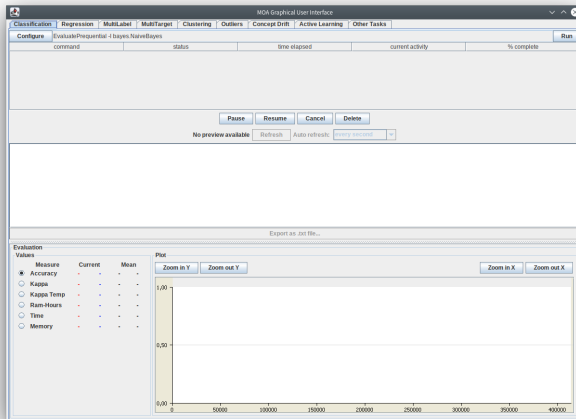 MOA Graphical User Interface
Classification Regression MultiLabel MultiTarget Clustering Outliers Concept Drift Active Learning Other Tasks
Configure EvaluatePrequential -l bayes.NaiveBayes Run
command status time elapsed current activity % complete
Pause Resume Cancel Delete
No preview available Refresh Auto refresh: every second
Export as .txt file...
Evaluation
Values
Measure Current Mean
Accuracy - - - -
Kappa - - - -
Kappa Temp - - - -
Ram-Hours - - - -
Time - - - -
Memory - - - -
Plot
Zoom in Y Zoom out Y Zoom in X Zoom out X
1,00
0,50
0,00
0 50000 100000 150000 200000 250000 300000 350000 400000